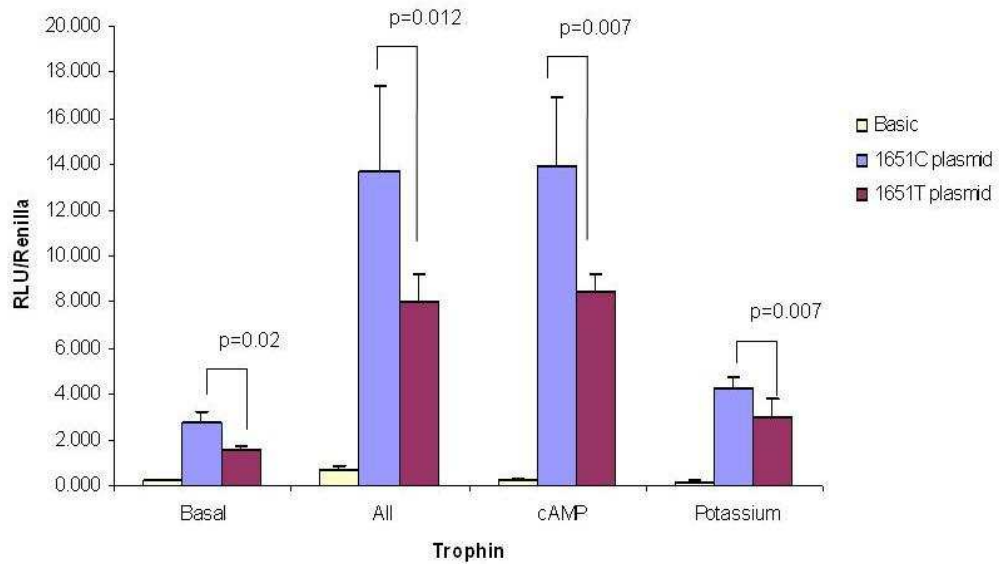 20.000
18.000
16.000
14.000
12.000
10.000
8.000
6.000
4.000
2.000
0.000
RLU/Renilla
p=0.02
p=0.012
p=0.007
p=0.007
Basal
All
cAMP
Potassium
Trophin
Basic
1651C plasmid
1651T plasmid